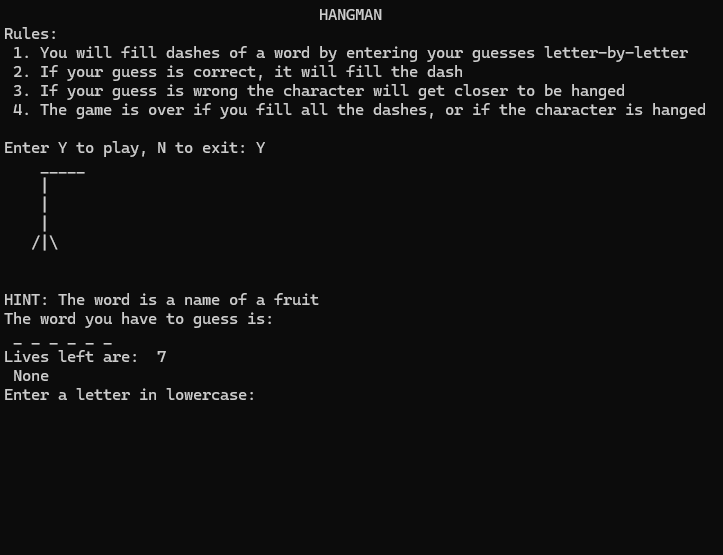 HANGMAN
Rules:
 1. You will fill dashes of a word by entering your guesses letter-by-letter
 2. If your guess is correct, it will fill the dash
 3. If your guess is wrong the character will get closer to be hanged
 4. The game is over if you fill all the dashes, or if the character is hanged
Enter Y to play, N to exit: Y
    _____
    |
    |
    |
   /|\
HINT: The word is a name of a fruit
The word you have to guess is:
 _ _ _ _ _ _
Lives left are:  7
 None
Enter a letter in lowercase: